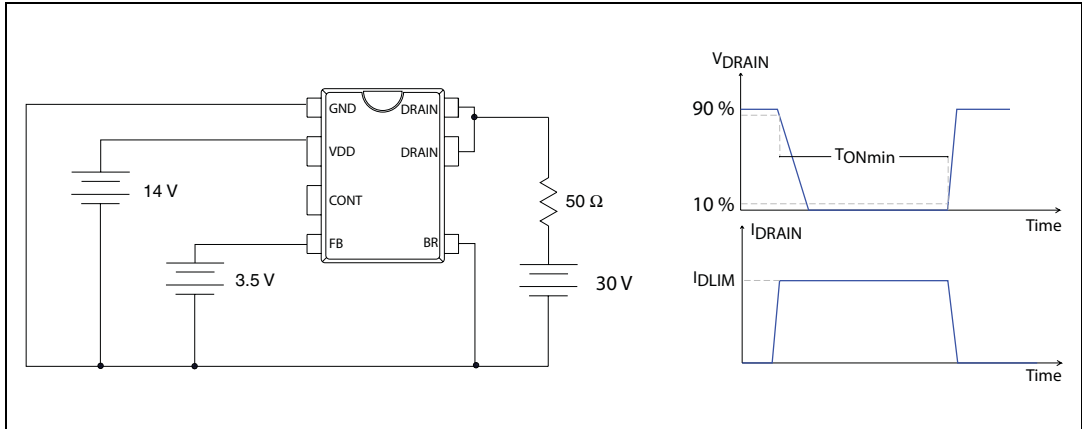 GND
DRAIN
VDD
DRAIN
CONT
FB
BR
14 V
3.5 V
50 Ω
30 V
VDRAIN
90 %
TONmin
10 %
Time
IDRAIN
IDLIM
Time